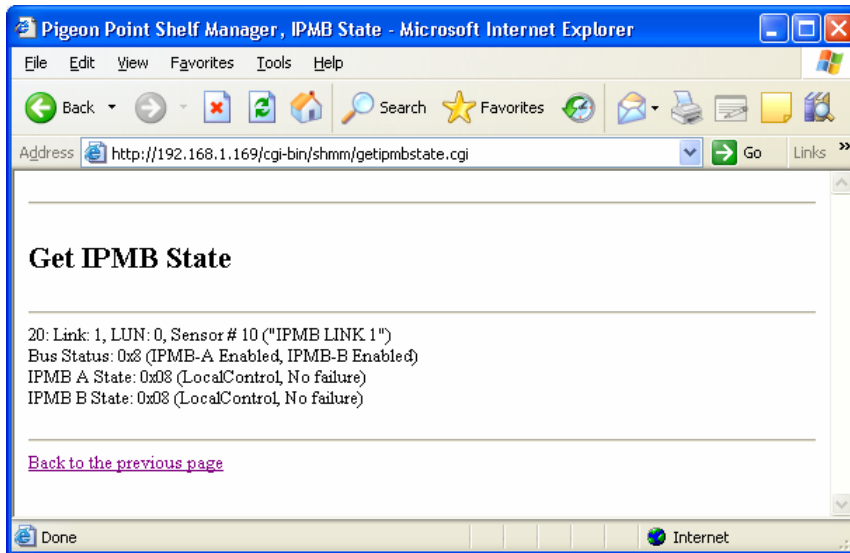 Pigeon Point Shelf Manager, IPMB State - Microsoft Internet Explorer
File Edit View Favorites Tools Help
Back Search Favorites
Address http://192.168.1.169/cgi-bin/shmm/getipmbstate.cgi Go Links »
Get IPMB State
20: Link: 1, LUN: 0, Sensor # 10 ("IPMB LINK 1")
Bus Status: 0x8 (IPMB-A Enabled, IPMB-B Enabled)
IPMB A State: 0x08 (LocalControl, No failure)
IPMB B State: 0x08 (LocalControl, No failure)
Back to the previous page
Done Internet